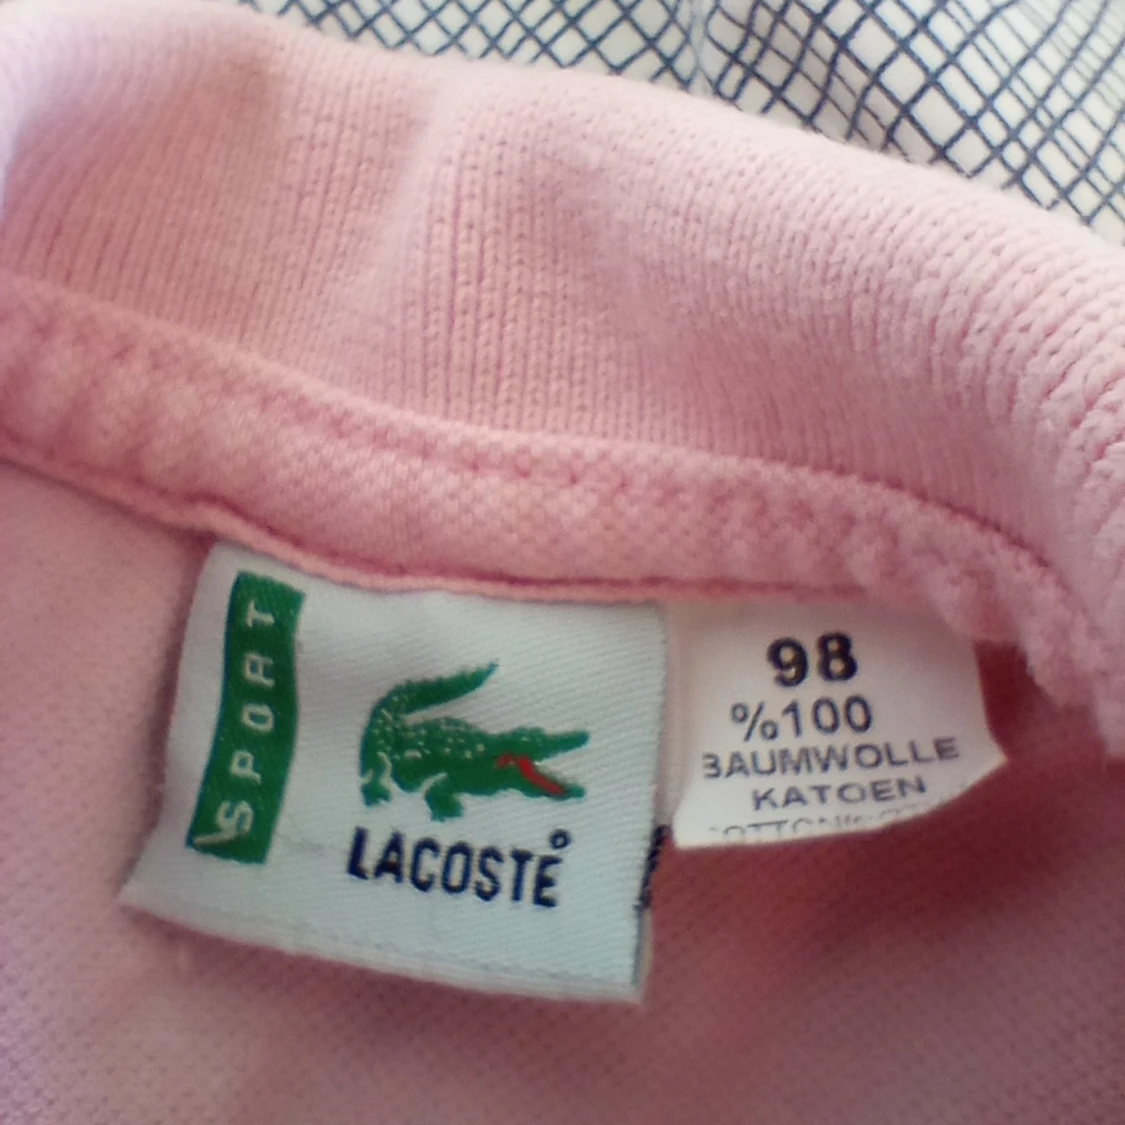 SPORT
LACOSTE
98
%100
BAUMWOLLE
KATOEN